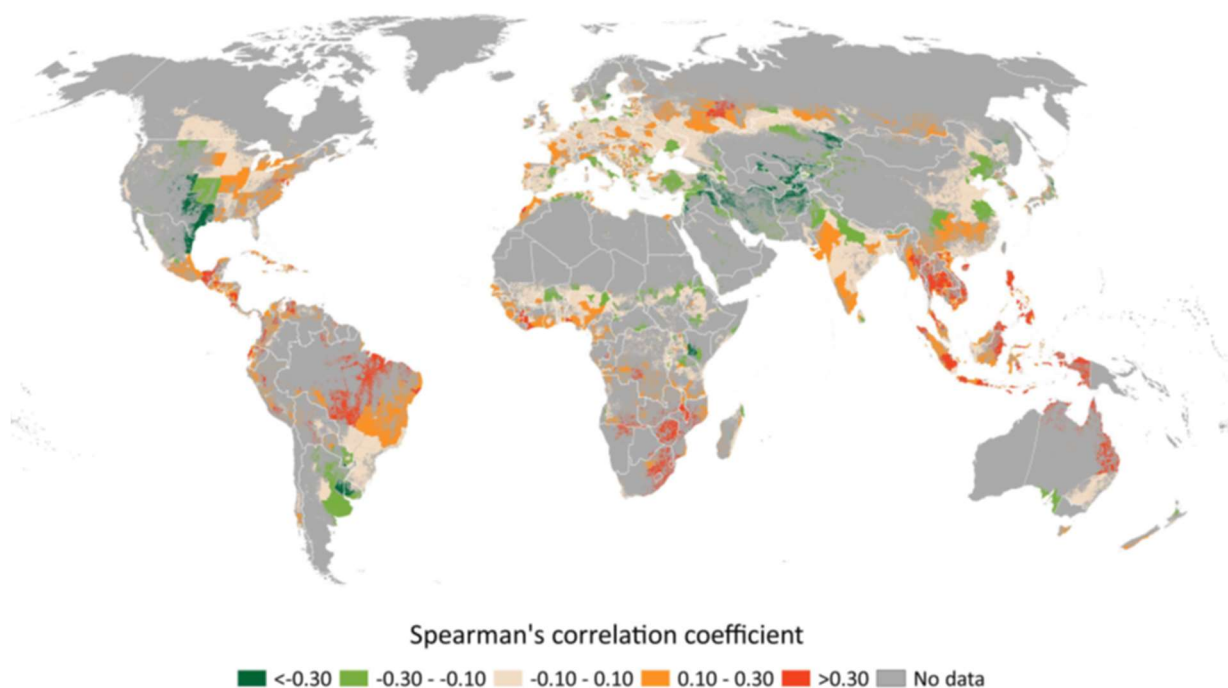 Spearman's correlation coefficient
<-0.30 -0.30 - -0.10 -0.10 - 0.10 0.10 - 0.30 >0.30 No data